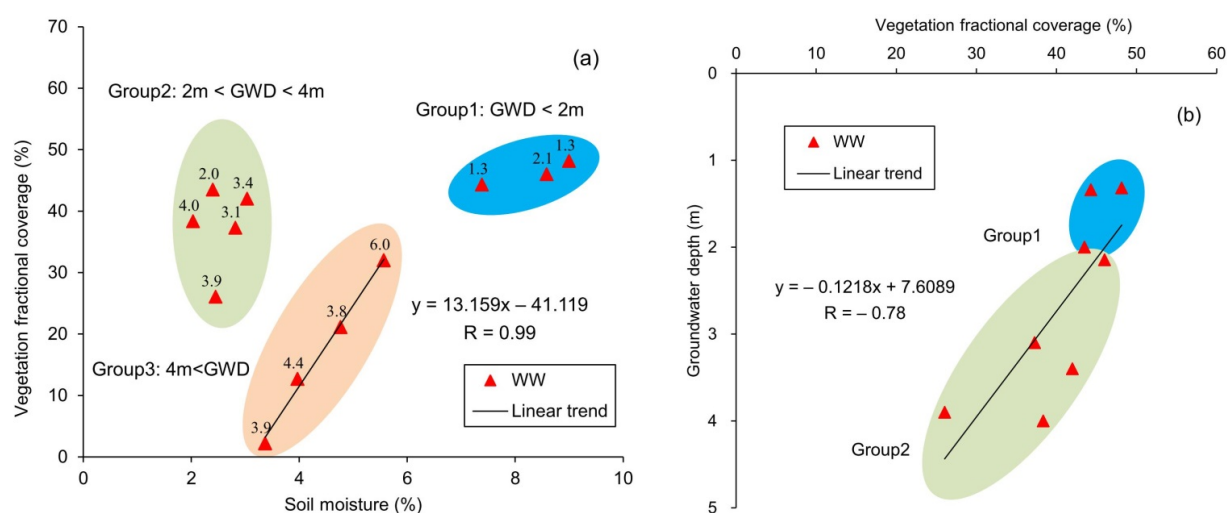 70
60
50
40
30
20
10
0
0
2
4
6
8
10
Vegetation fractional coverage (%)
Soil moisture (%)
(a)
Group2: 2m < GWD < 4m
Group1: GWD < 2m
Group3: 4m<GWD
2.0
3.4
4.0
3.1
3.9
1.3
2.1
1.3
6.0
3.8
4.4
3.9
y = 13.159x – 41.119
R = 0.99
WW
Linear trend
Vegetation fractional coverage (%)
0
10
20
30
40
50
60
0
1
2
3
4
5
Groundwater depth (m)
(b)
WW
Linear trend
Group1
y = – 0.1218x + 7.6089
R = – 0.78
Group2